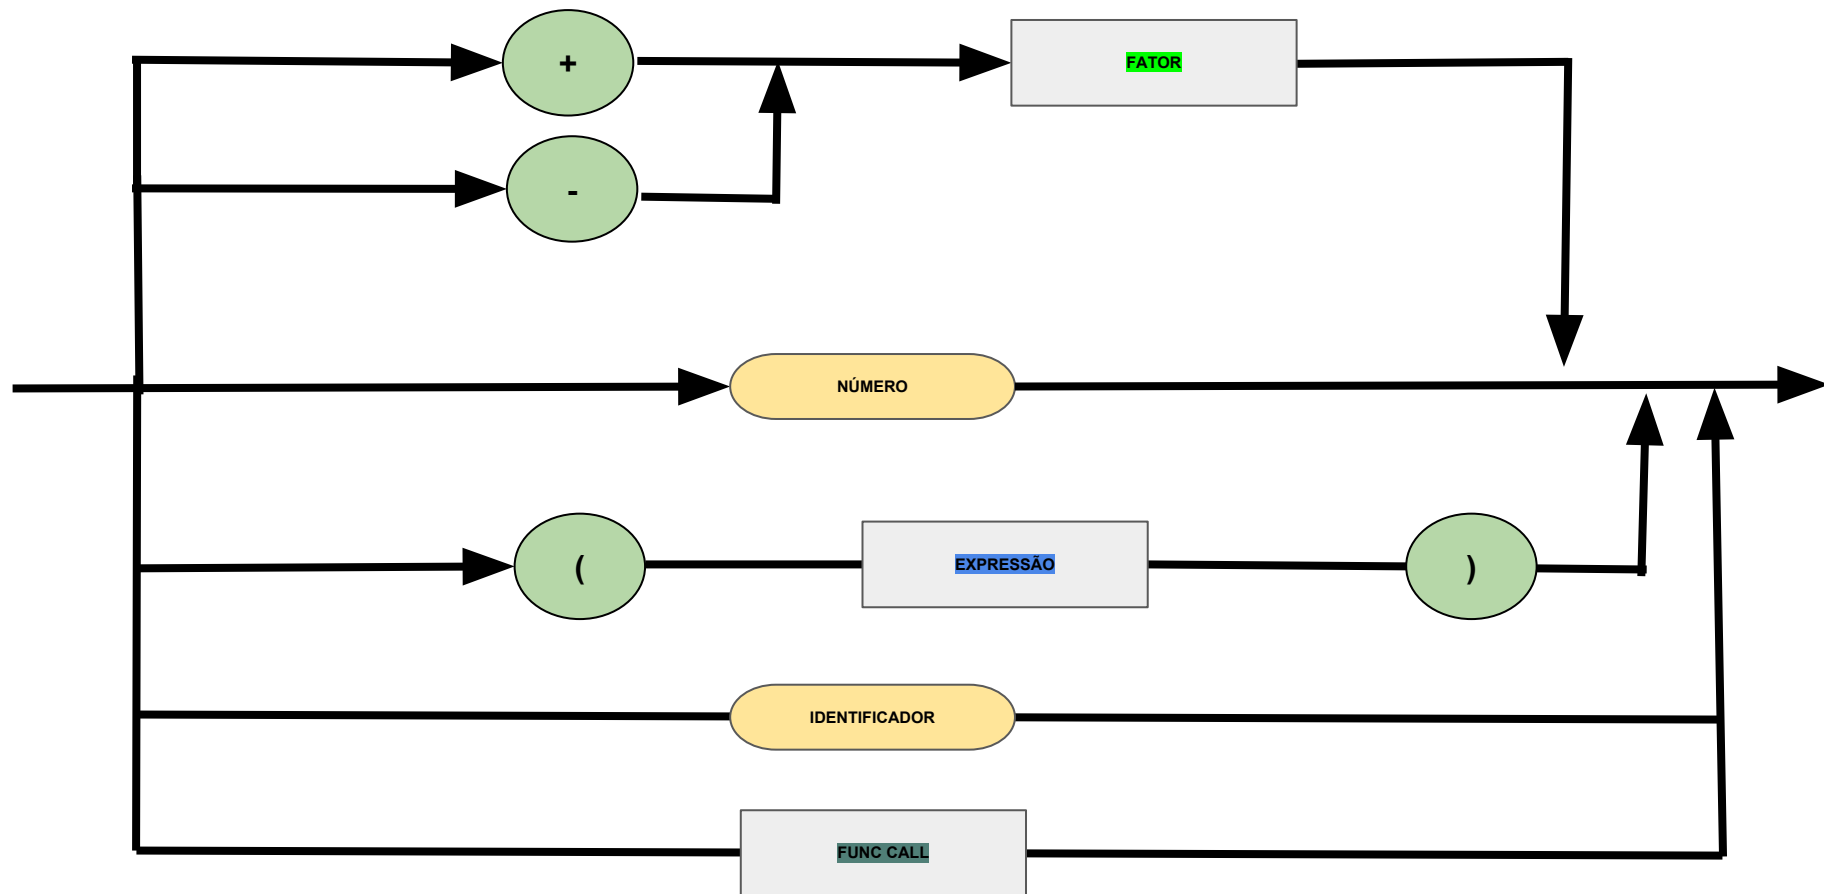 +
FATOR
-
NÚMERO
(
EXPRESSÃO
)
IDENTIFICADOR
FUNC CALL